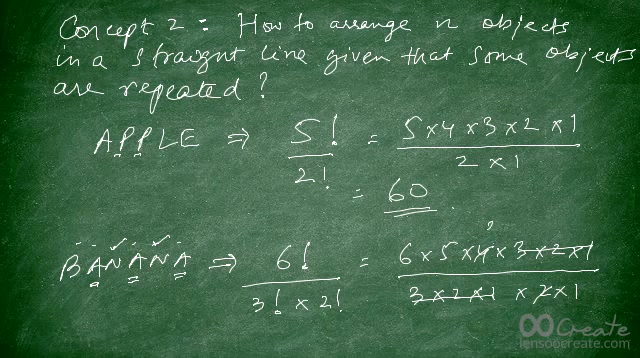 Concept 2 : How to arrange n objects
in a straight line given that some objects
are repeated ?
APPLE ⇒ 5! / 2! = 5 x 4 x 3 x 2 x 1 / 2 x 1
= 60
BANANA ⇒ 6! / 3! x 2! = 6 x 5 x 4 x 3 x 2 x 1 / 3 x 2 x 1 x 2 x 1
Create
lensoocreate.com